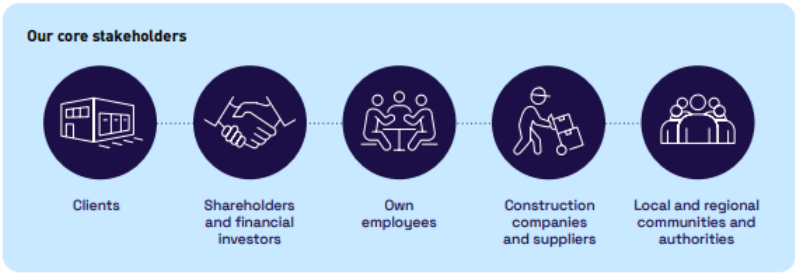 Our core stakeholders
Clients
Shareholders
and financial
investors
Own
employees
Construction
companies
and suppliers
Local and regional
communities and
authorities